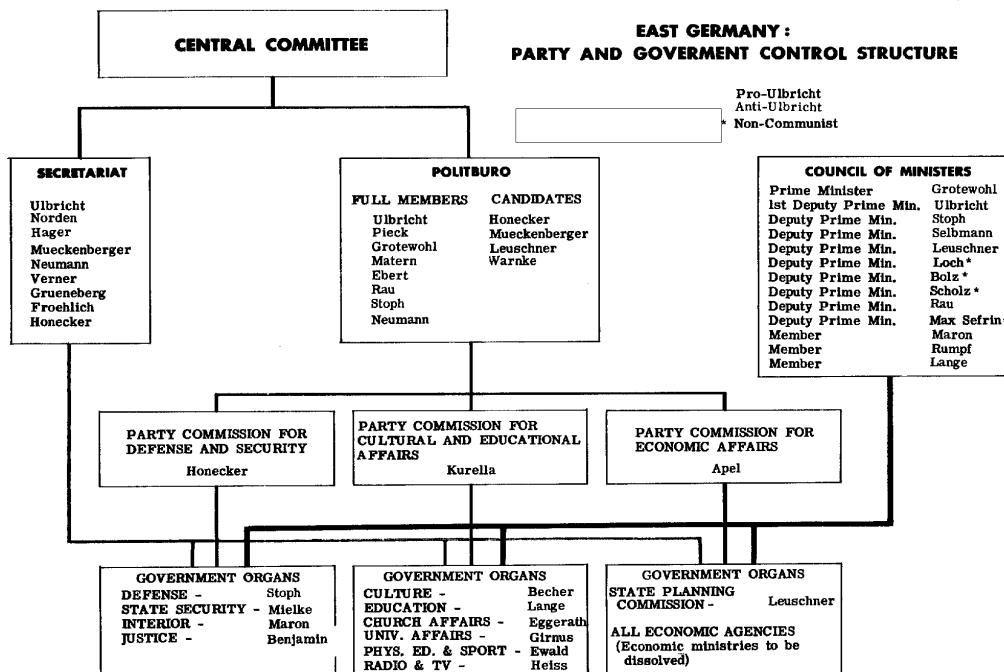 CENTRAL COMMITTEE
EAST GERMANY:
PARTY AND GOVERMENT CONTROL STRUCTURE
Pro-Ulbricht
Anti-Ulbricht
* Non-Communist
SECRETARIAT
Ulbricht
Norden
Hager
Mueckenberger
Neumann
Verner
Grueneberg
Froehlich
Honecker
POLITBURO
FULL MEMBERS
Ulbricht
Pieck
Grotewohl
Matern
Ebert
Rau
Stoph
Neumann
CANDIDATES
Honecker
Mueckenberger
Leuschner
Warnke
COUNCIL OF MINISTERS
Prime Minister Grotewohl
1st Deputy Prime Min. Ulbricht
Deputy Prime Min. Stoph
Deputy Prime Min. Selbmann
Deputy Prime Min. Leuschner
Deputy Prime Min. Loch *
Deputy Prime Min. Bolz *
Deputy Prime Min. Scholz *
Deputy Prime Min. Rau
Deputy Prime Min. Max Sefrin
Member Maron
Member Rumpf
Member Lange
PARTY COMMISSION FOR
DEFENSE AND SECURITY
Honecker
PARTY COMMISSION FOR
CULTURAL AND EDUCATIONAL
AFFAIRS
Kurella
PARTY COMMISSION FOR
ECONOMIC AFFAIRS
Apel
GOVERNMENT ORGANS
DEFENSE - Stoph
STATE SECURITY - Mielke
INTERIOR - Maron
JUSTICE - Benjamin
GOVERNMENT ORGANS
CULTURE - Becher
EDUCATION - Lange
CHURCH AFFAIRS - Eggerath
UNIV. AFFAIRS - Girnus
PHYS. ED. & SPORT - Ewald
RADIO & TV - Heiss
GOVERNMENT ORGANS
STATE PLANNING
COMMISSION - Leuschner
ALL ECONOMIC AGENCIES
(Economic ministries to be
dissolved)